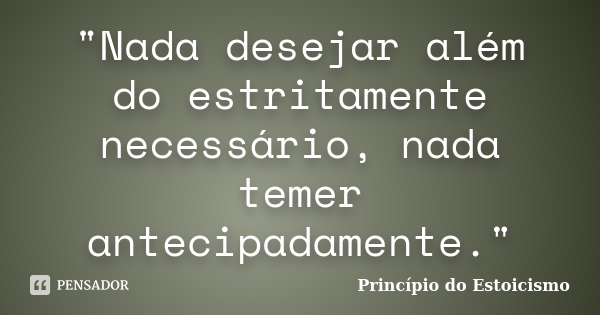 "Nada desejar além
do estritamente
necessário, nada
temer
antecipadamente."
PENSADOR
Princípio do Estoicismo